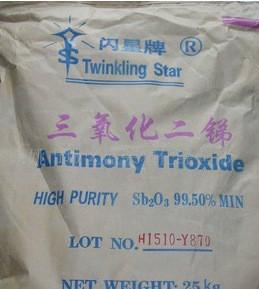 闪星牌 ®
Twinkling Star
三氧化二锑
Antimony Trioxide
HIGH PURITY Sb₂O₃ 99.50% MIN
LOT NO. H1510-Y870
NET WEIGHT: 25 kg